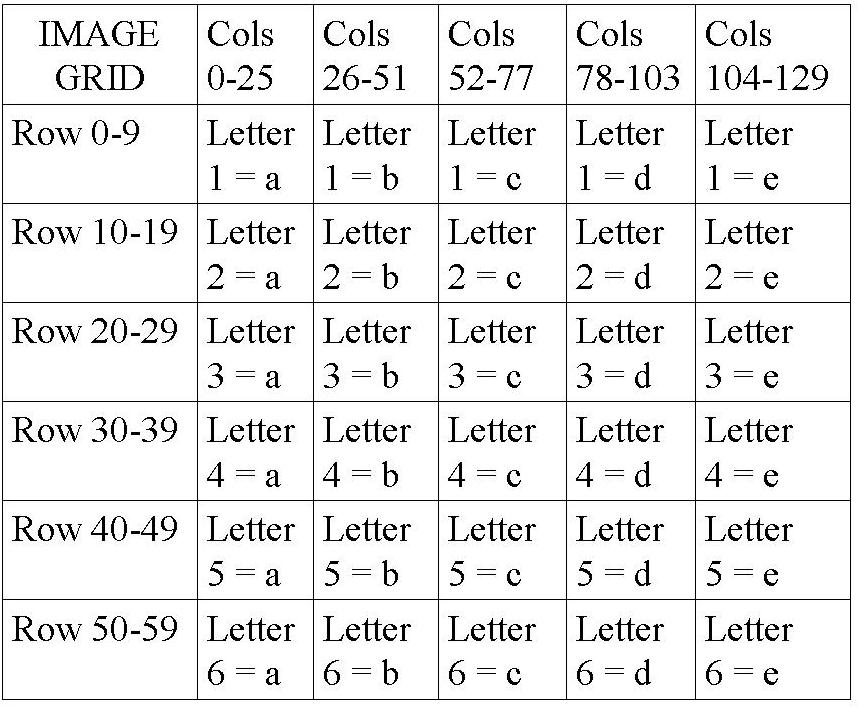 IMAGE GRID Cols 0-25 Cols 26-51 Cols 52-77 Cols 78-103 Cols 104-129
Row 0-9 Letter 1 = a Letter 1 = b Letter 1 = c Letter 1 = d Letter 1 = e
Row 10-19 Letter 2 = a Letter 2 = b Letter 2 = c Letter 2 = d Letter 2 = e
Row 20-29 Letter 3 = a Letter 3 = b Letter 3 = c Letter 3 = d Letter 3 = e
Row 30-39 Letter 4 = a Letter 4 = b Letter 4 = c Letter 4 = d Letter 4 = e
Row 40-49 Letter 5 = a Letter 5 = b Letter 5 = c Letter 5 = d Letter 5 = e
Row 50-59 Letter 6 = a Letter 6 = b Letter 6 = c Letter 6 = d Letter 6 = e